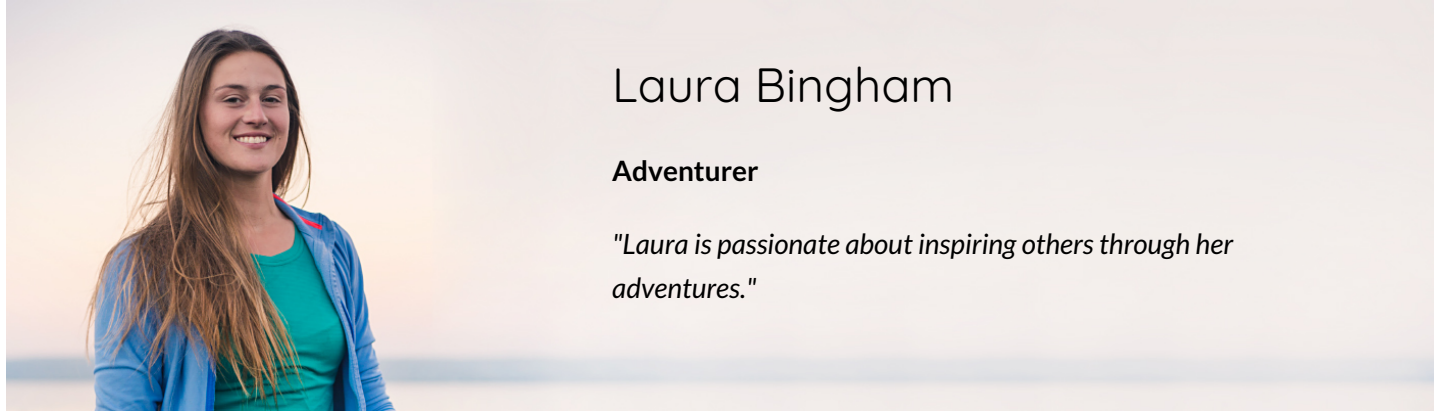 Laura Bingham
Adventurer
"Laura is passionate about inspiring others through her
adventures."